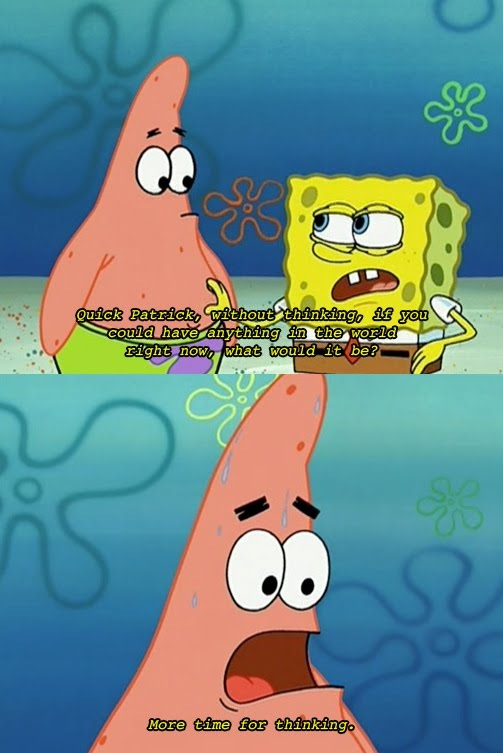 Quick Patrick, without thinking, if you
could have anything in the world
right now, what would it be?
More time for thinking.